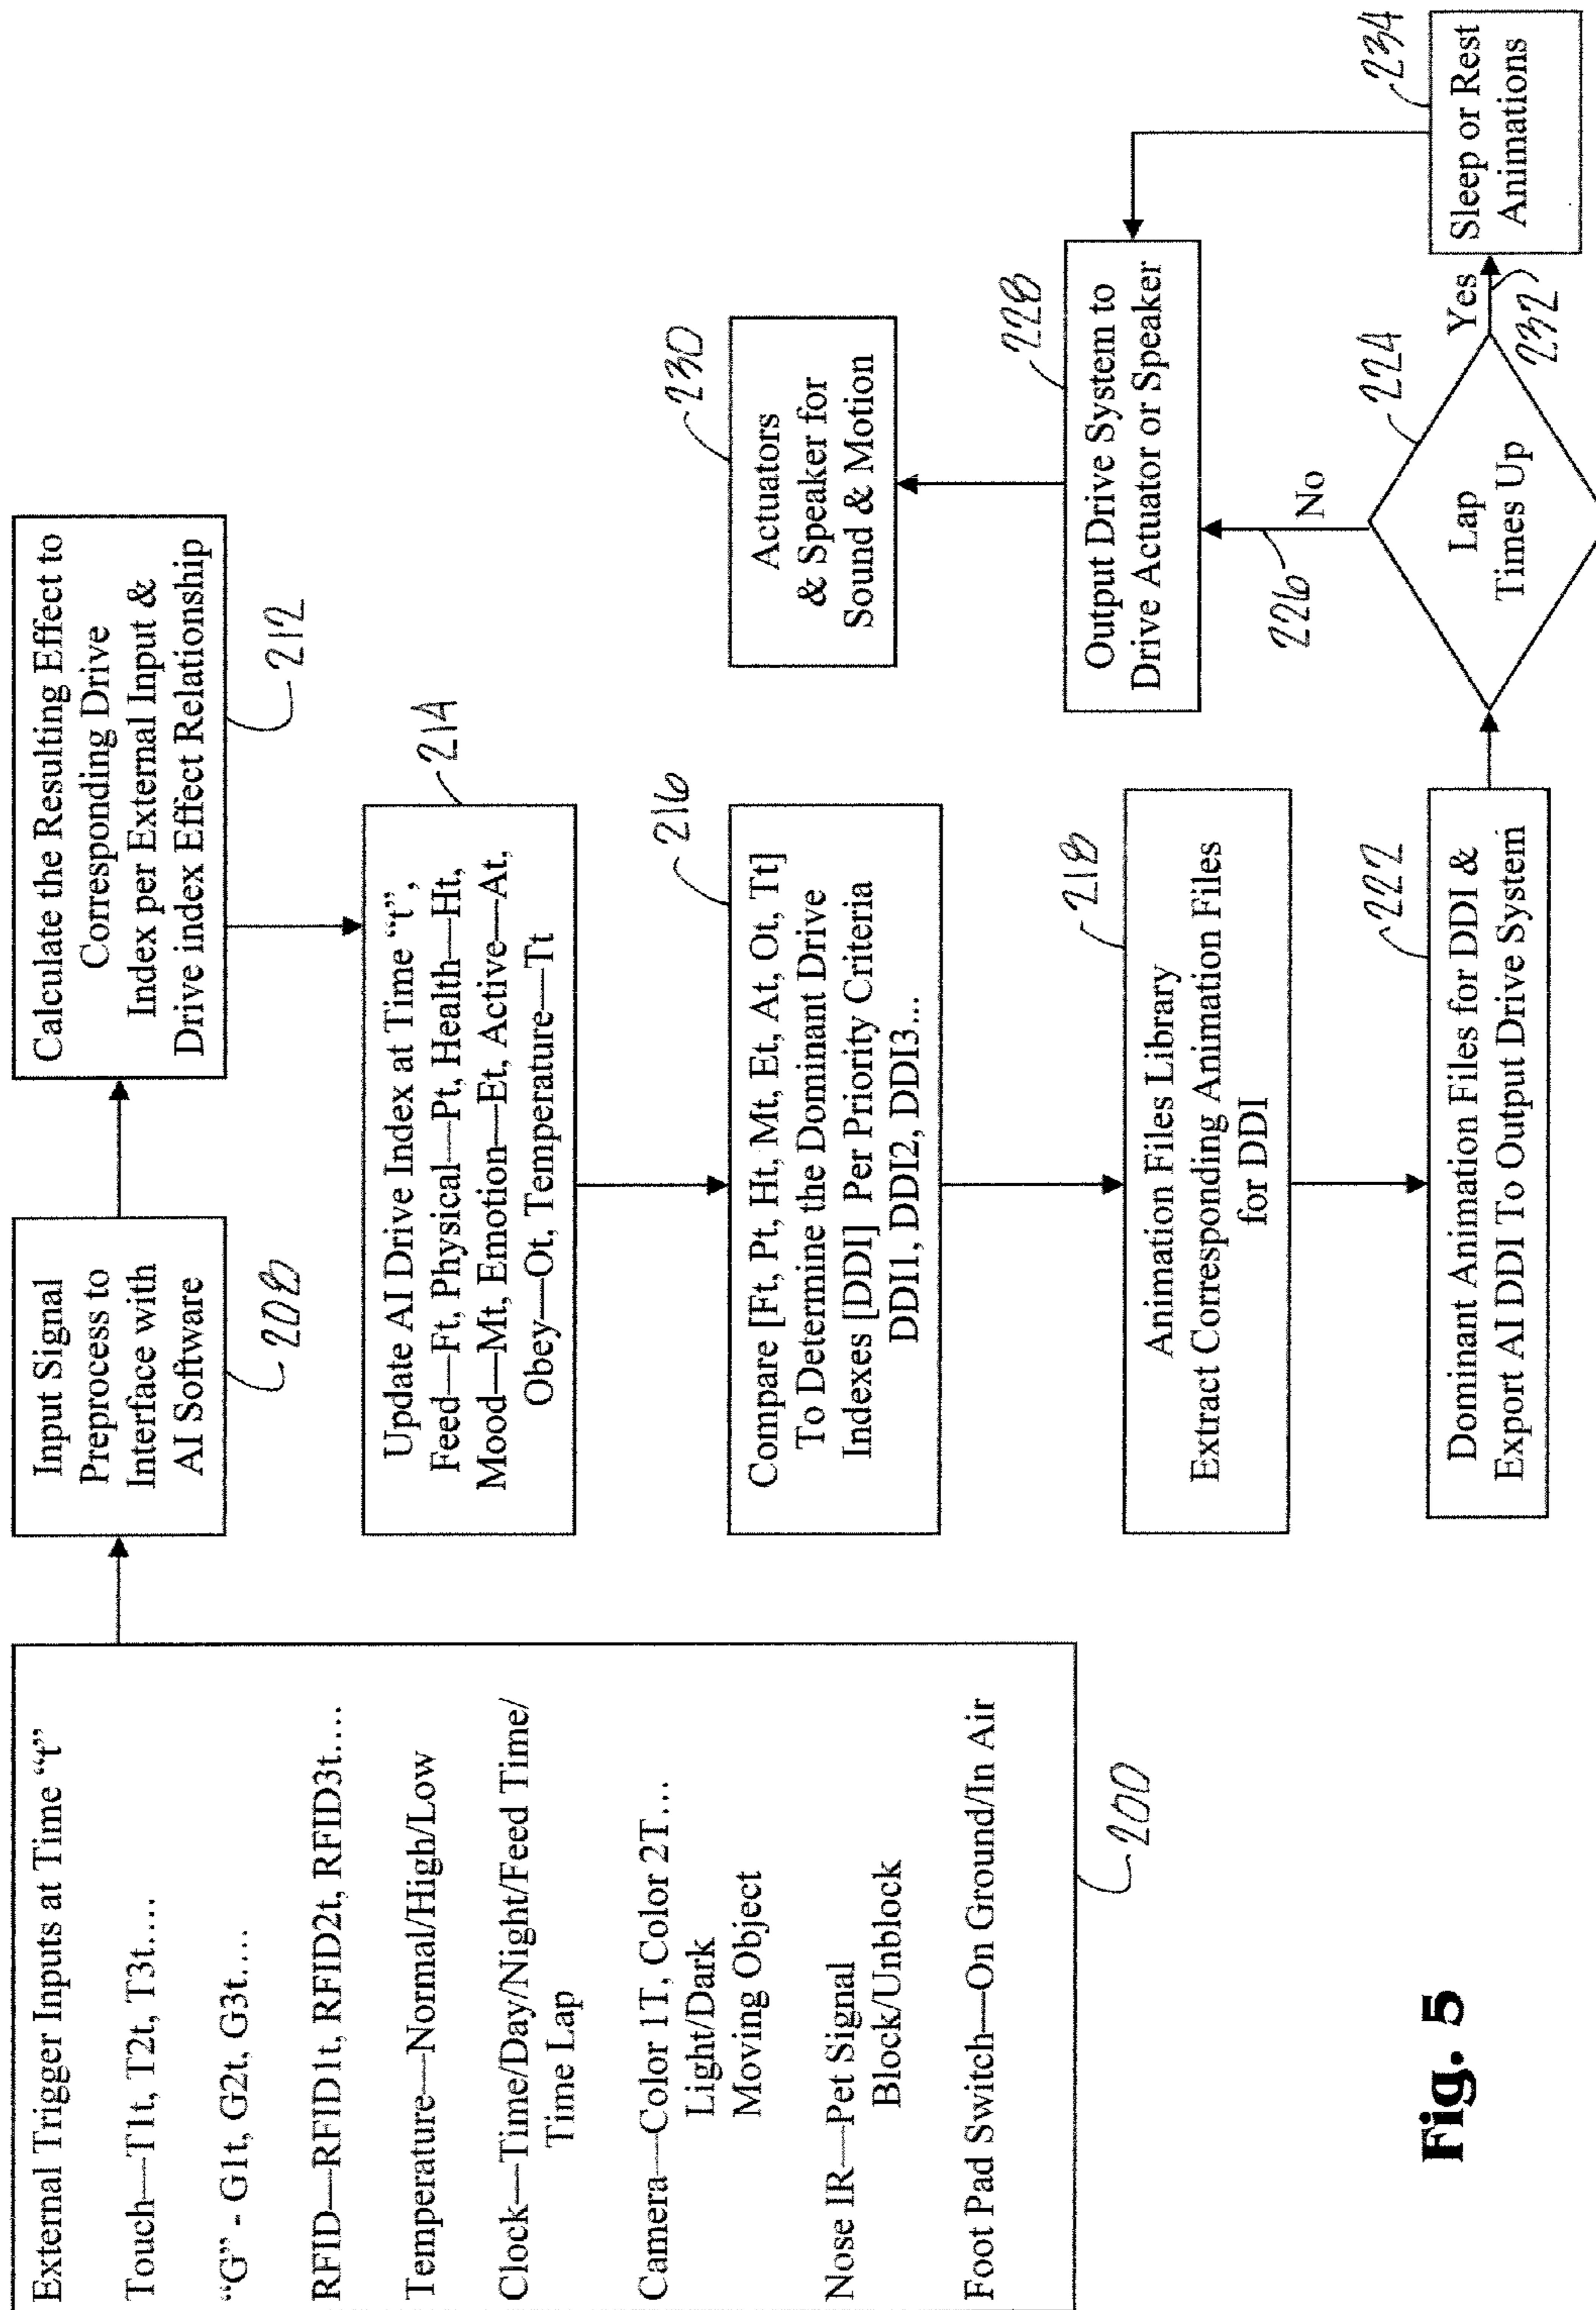 External Trigger Inputs at Time “t”
Touch—T1t, T2t, T3t….
“G” - G1t, G2t, G3t….
RFID—RFID1t, RFID2t, RFID3t….
Temperature—Normal/High/Low
Clock—Time/Day/Night/Feed Time/
Time Lap
Camera—Color 1T, Color 2T…
Light/Dark
Moving Object
Nose IR—Pet Signal
Block/Unblock
Foot Pad Switch—On Ground/In Air
200
Input Signal
Preprocess to
Interface with
AI Software
208
Calculate the Resulting Effect to
Corresponding Drive
Index per External Input &
Drive index Effect Relationship
212
Update AI Drive Index at Time “t”,
Feed—Ft, Physical—Pt, Health—Ht,
Mood—Mt, Emotion—Et, Active—At,
Obey—Ot, Temperature—Tt
214
Compare [Ft, Pt, Ht, Mt, Et, At, Ot, Tt]
To Determine the Dominant Drive
Indexes [DDI] Per Priority Criteria
DDI1, DDI2, DDI3…
216
Animation Files Library
Extract Corresponding Animation Files
for DDI
218
Dominant Animation Files for DDI &
Export AI DDI To Output Drive System
222
Lap
Times Up
224
No
226
Yes
232
Sleep or Rest
Animations
234
Output Drive System to
Drive Actuator or Speaker
228
Actuators
& Speaker for
Sound & Motion
230
Fig. 5